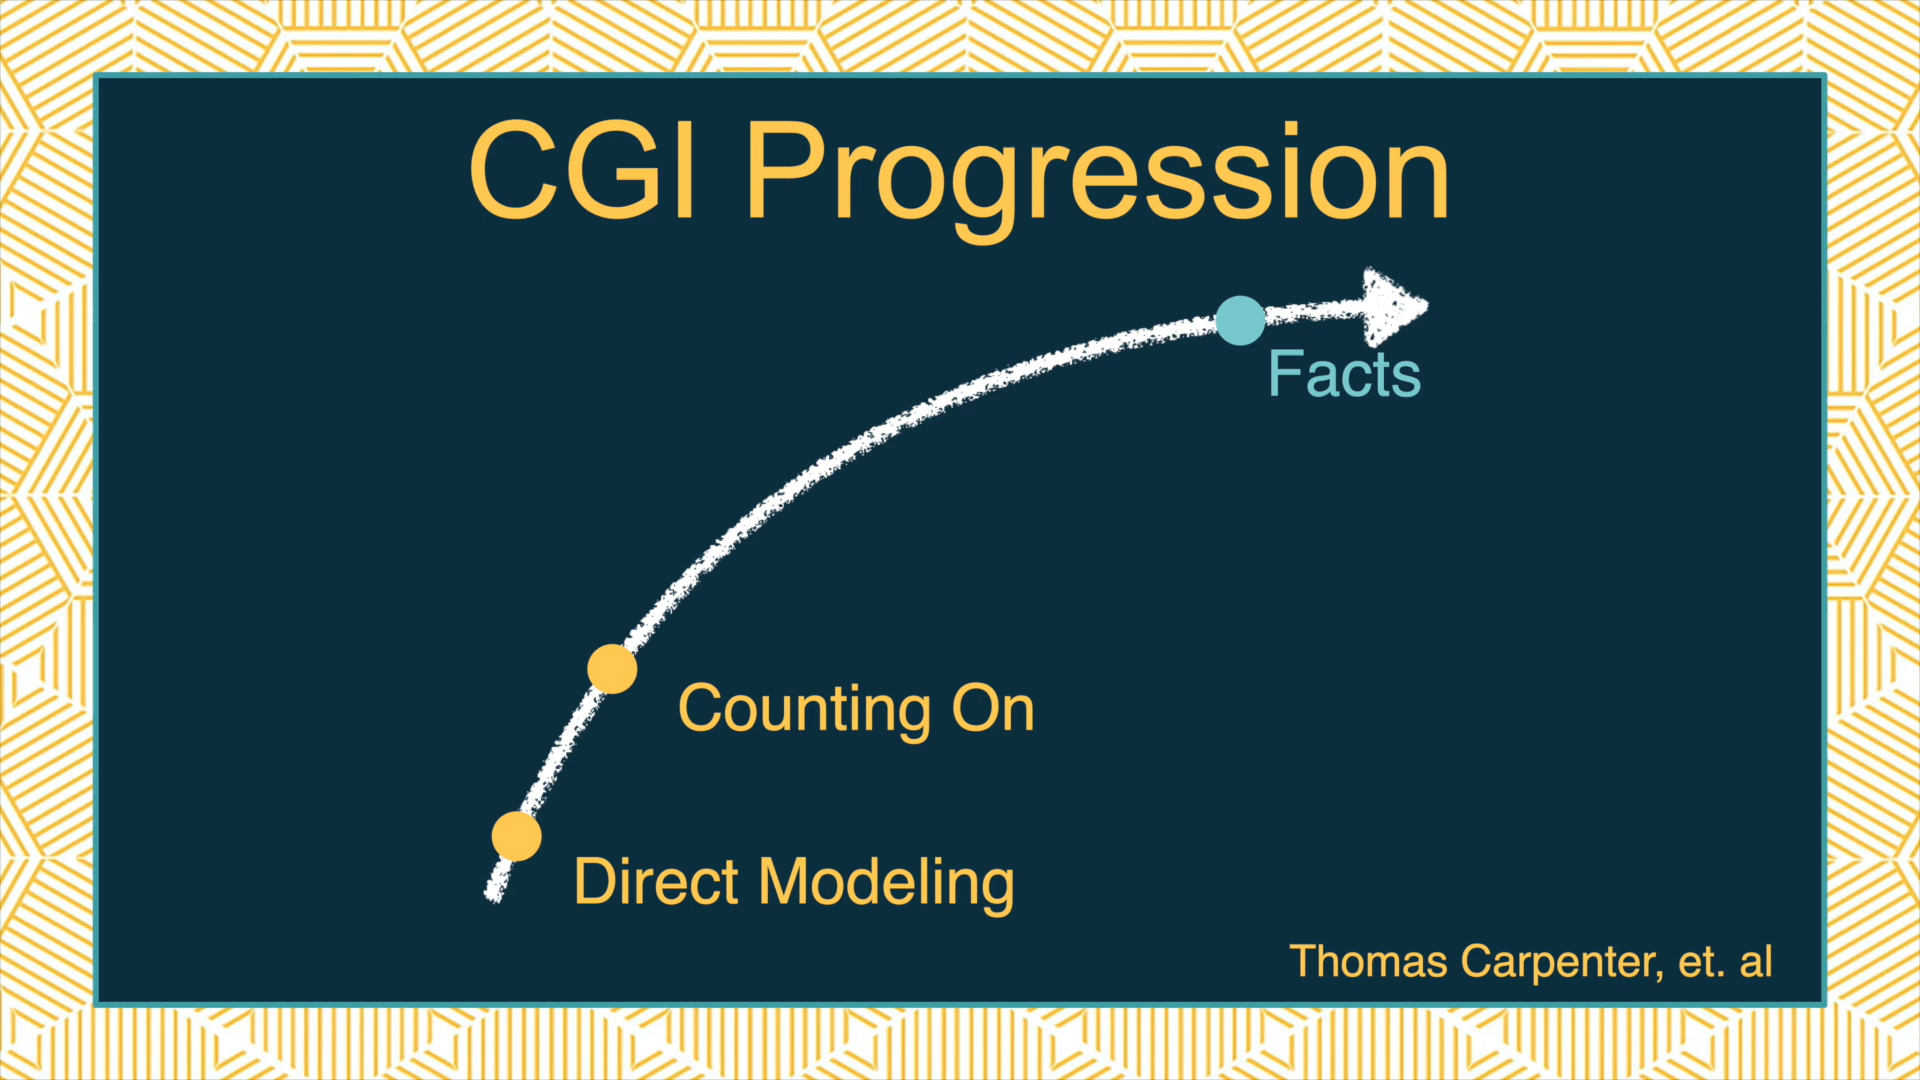 CGI Progression
Facts
Counting On
Direct Modeling
Thomas Carpenter, et. al